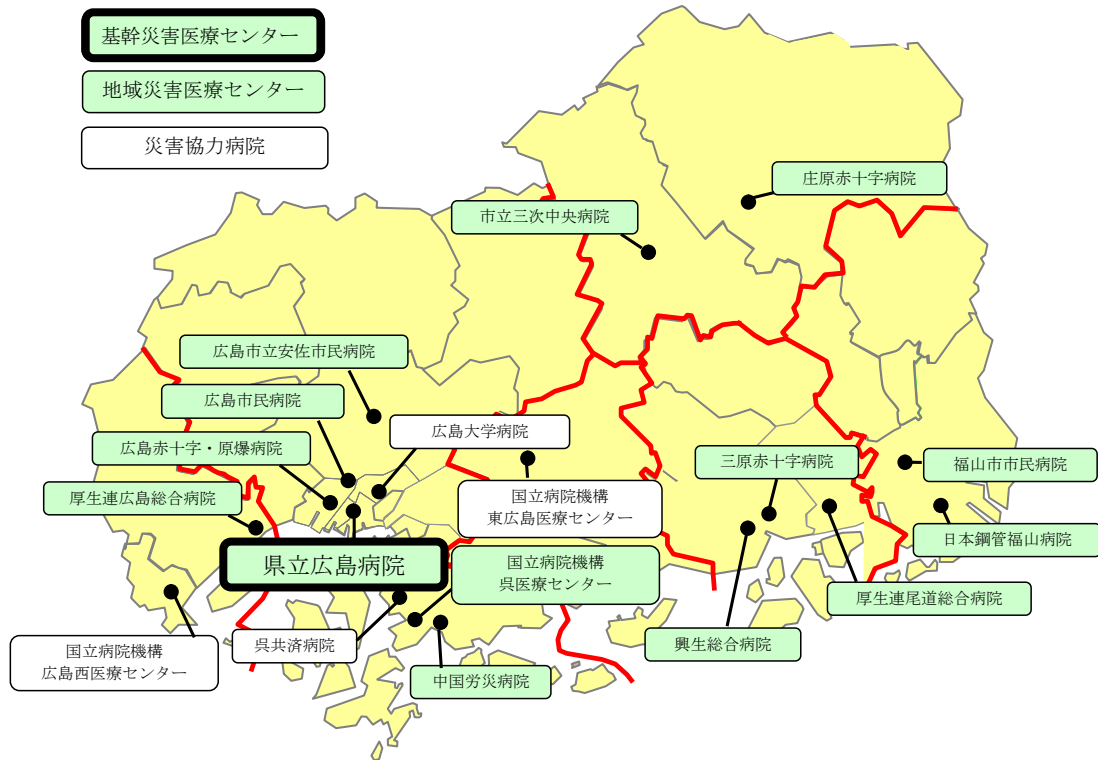 基幹災害医療センター
地域災害医療センター
災害協力病院
庄原赤十字病院
市立三次中央病院
広島市立安佐市民病院
広島市民病院
広島大学病院
広島赤十字・原爆病院
三原赤十字病院
福山市市民病院
厚生連広島総合病院
国立病院機構
東広島医療センター
日本鋼管福山病院
県立広島病院
国立病院機構
呉医療センター
厚生連尾道総合病院
呉共済病院
興生総合病院
国立病院機構
広島西医療センター
中国労災病院